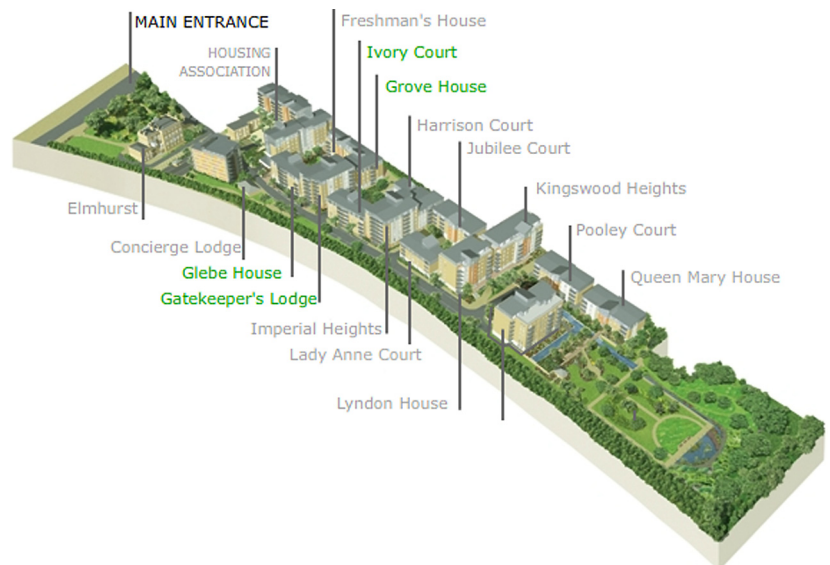 MAIN ENTRANCE
Freshman's House
HOUSING
ASSOCIATION
Ivory Court
Grove House
Harrison Court
Jubilee Court
Kingswood Heights
Elmhurst
Pooley Court
Concierge Lodge
Glebe House
Queen Mary House
Gatekeeper's Lodge
Imperial Heights
Lady Anne Court
Lyndon House